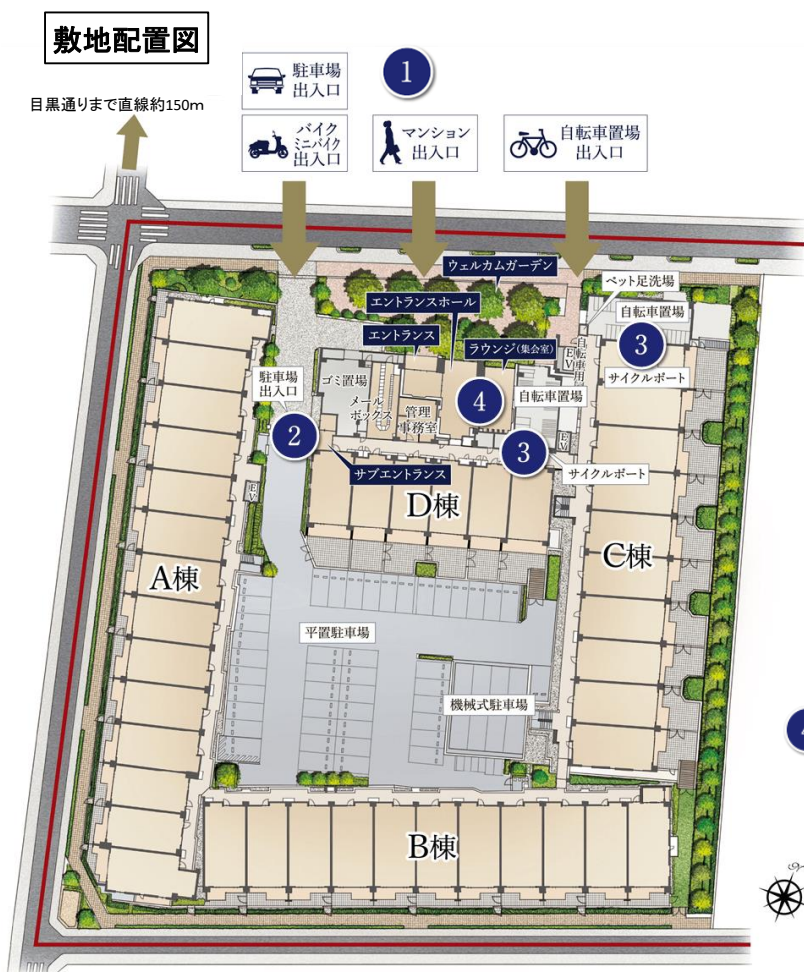 敷地配置図
目黒通りまで直線約150m
駐車場
出入口
1
バイク
ミニバイク
出入口
マンション
出入口
自転車置場
出入口
ウェルカムガーデン
ペット足洗場
エントランスホール
自転車置場
エントランス
ラウンジ(集会室)
自転車用
EV
3
サイクルポート
駐車場
出入口
ゴミ置場
メール
ボックス
管理
事務室
4
自転車置場
2
3
EV
サブエントランス
サイクルポート
EV
D棟
A棟
C棟
平置駐車場
機械式駐車場
B棟